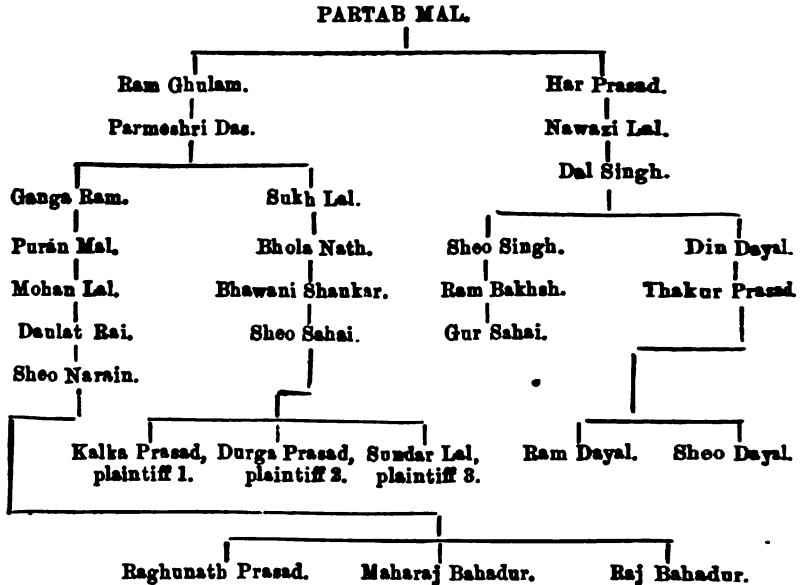 PARTAB MAL.
Ram Ghulam. Har Prasad.
Parmeshri Das. Nawazi Lal.
Dal Singh.
Ganga Ram. Sukh Lal.
Purán Mal. Bhola Nath. Sheo Singh. Din Dayal.
Mohan Lal. Bhawani Shankar. Ram Bakhsh. Thakur Prasad.
Daulat Rai. Sheo Sahai. Gur Sahai.
Sheo Narain.
Kalka Prasad, Durga Prasad, Sundar Lal, Ram Dayal. Sheo Dayal.
plaintiff 1. plaintiff 2. plaintiff 3.
Raghunath Prasad. Maharaj Bahadur. Raj Bahadur.